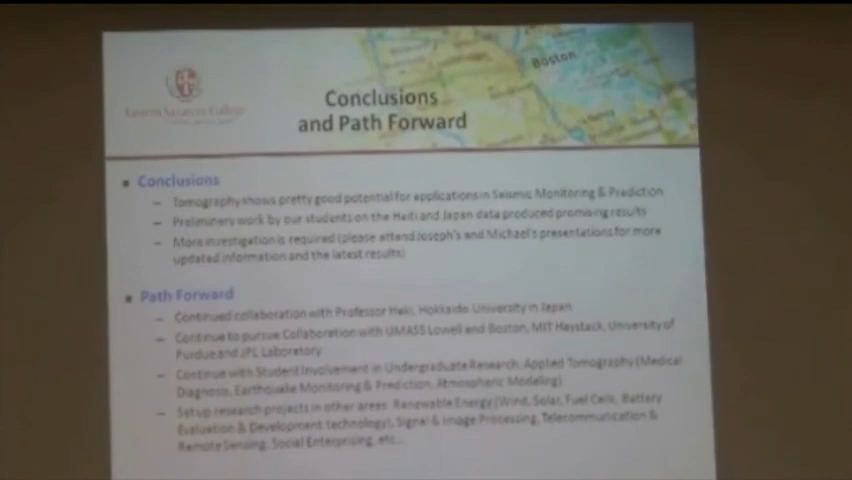 Boston
Eastern Nazarene College
Conclusions
and Path Forward
Conclusions
– Tomography shows pretty good potential for applications in Seismic Monitoring & Prediction
– Preliminery work by our students on the Haiti and Japan data produced promising results
– More investigation is required (please attend Joseph's and Michael's presentations for more
updated information and the latest results)
Path Forward
– Continued collaboration with Professor Heki, Hokkaido University in Japan
– Continue to pursue Collaboration with UMASS Lowell and Boston, MIT Haystack, University of
Purdue and JPL Laboratory
– Continue with Student Involvement in Undergraduate Research: Applied Tomography (Medical
Diagnosis, Earthquake Monitoring & Prediction, Atmospheric Modeling)
– Set up research projects in other areas: Renewable Energy (Wind, Solar, Fuel Cells, Battery
Evaluation & Development technology), Signal & Image Processing, Telecommunication &
Remote Sensing, Social Enterprising, etc...